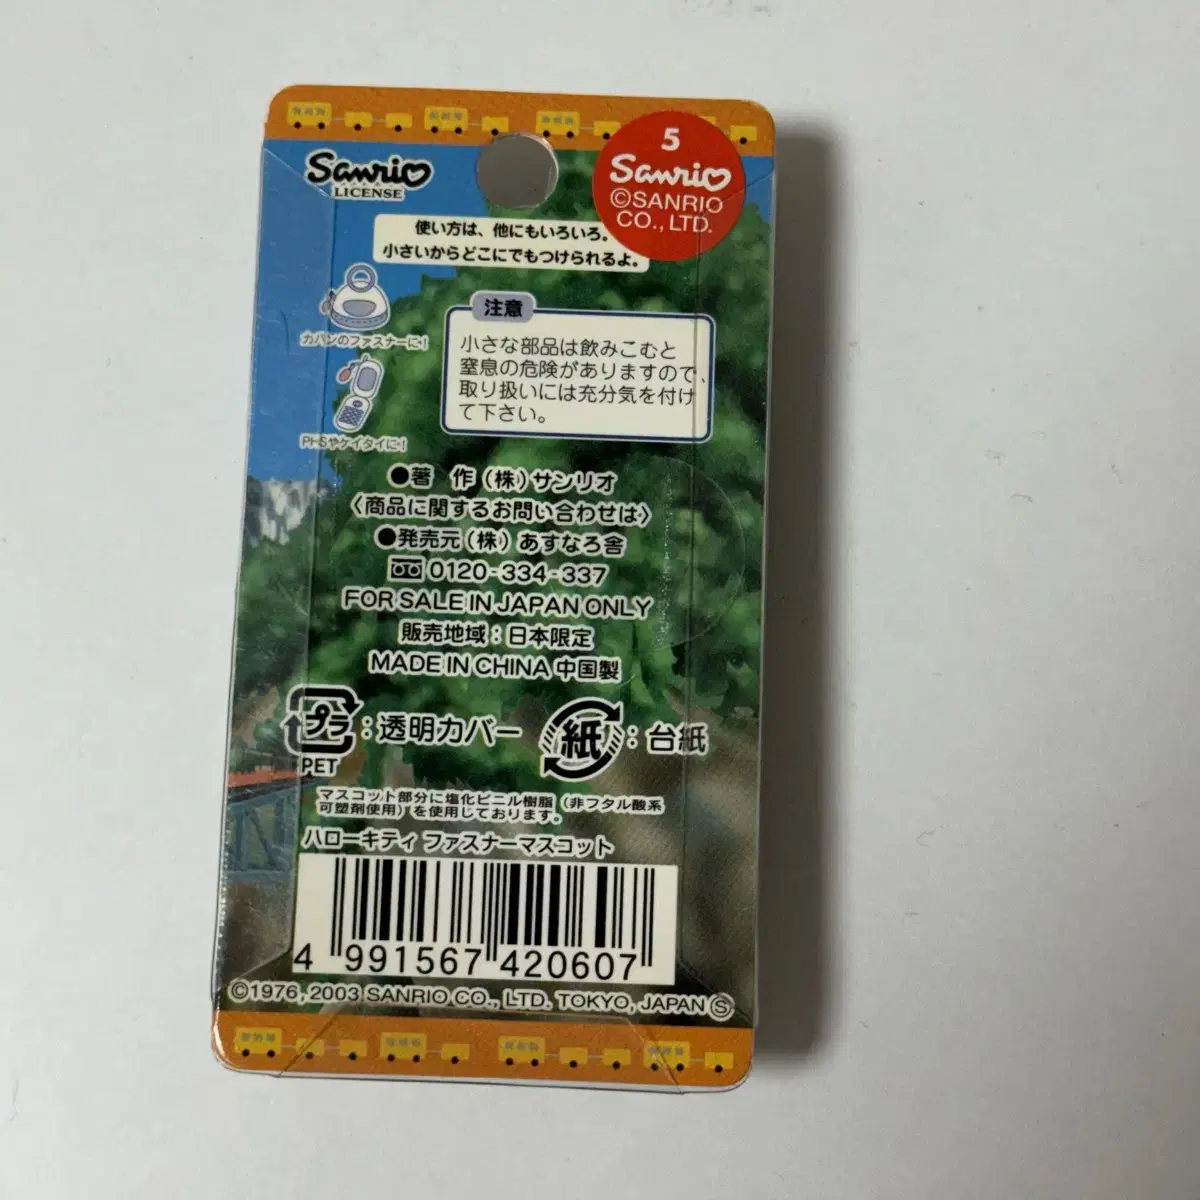 Sanrio
LICENSE
5
Sanrio
©SANRIO
CO., LTD.
使い方は、他にもいろいろ。
小さいからどこにでもつけられるよ。
カバンのファスナーに!
PHSやケイタイに!
注意
小さな部品は飲みこむと
窒息の危険がありますので、
取り扱いには充分気を付け
て下さい。
●著 作(株)サンリオ
〈商品に関するお問い合わせは〉
●発売元(株)あすなろ舎
0120-334-337
FOR SALE IN JAPAN ONLY
販売地域:日本限定
MADE IN CHINA 中国製
プラ:透明カバー
PET
紙:台紙
マスコット部分に塩化ビニル樹脂(非フタル酸系
可塑剤使用)を使用しております。
ハローキティ ファスナーマスコット
4 991567 420607
©1976, 2003 SANRIO CO., LTD. TOKYO, JAPAN Ⓢ